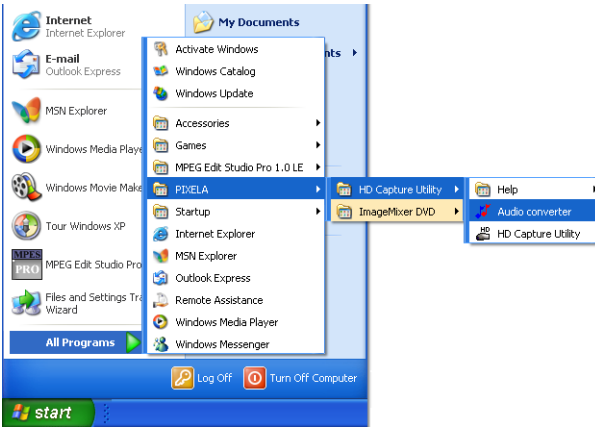 Internet
Internet Explorer
E-mail
Outlook Express
MSN Explorer
Windows Media Playe
Windows Movie Make
Tour Windows XP
MPES
PRO
MPEG Edit Studio Pro
Files and Settings Tra
Wizard
All Programs
My Documents
nts
Activate Windows
Windows Catalog
Windows Update
Accessories
Games
MPEG Edit Studio Pro 1.0 LE
PIXELA
Startup
Internet Explorer
MSN Explorer
Outlook Express
Remote Assistance
Windows Media Player
Windows Messenger
HD Capture Utility
ImageMixer DVD
Help
Audio converter
HD
HD Capture Utility
Log Off
Turn Off Computer
start